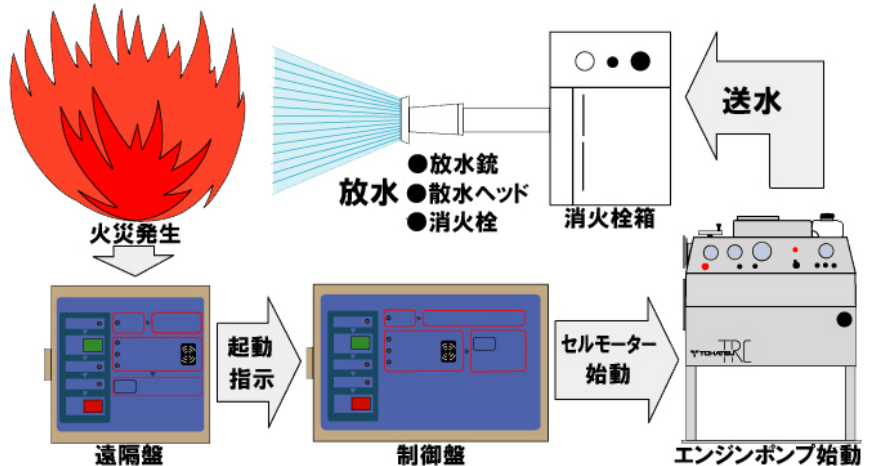 火災発生
放水
●放水銃
●散水ヘッド
●消火栓
消火栓箱
送水
遠隔盤
起動
指示
制御盤
セルモーター
始動
TOHATSU
TRC
エンジンポンプ始動